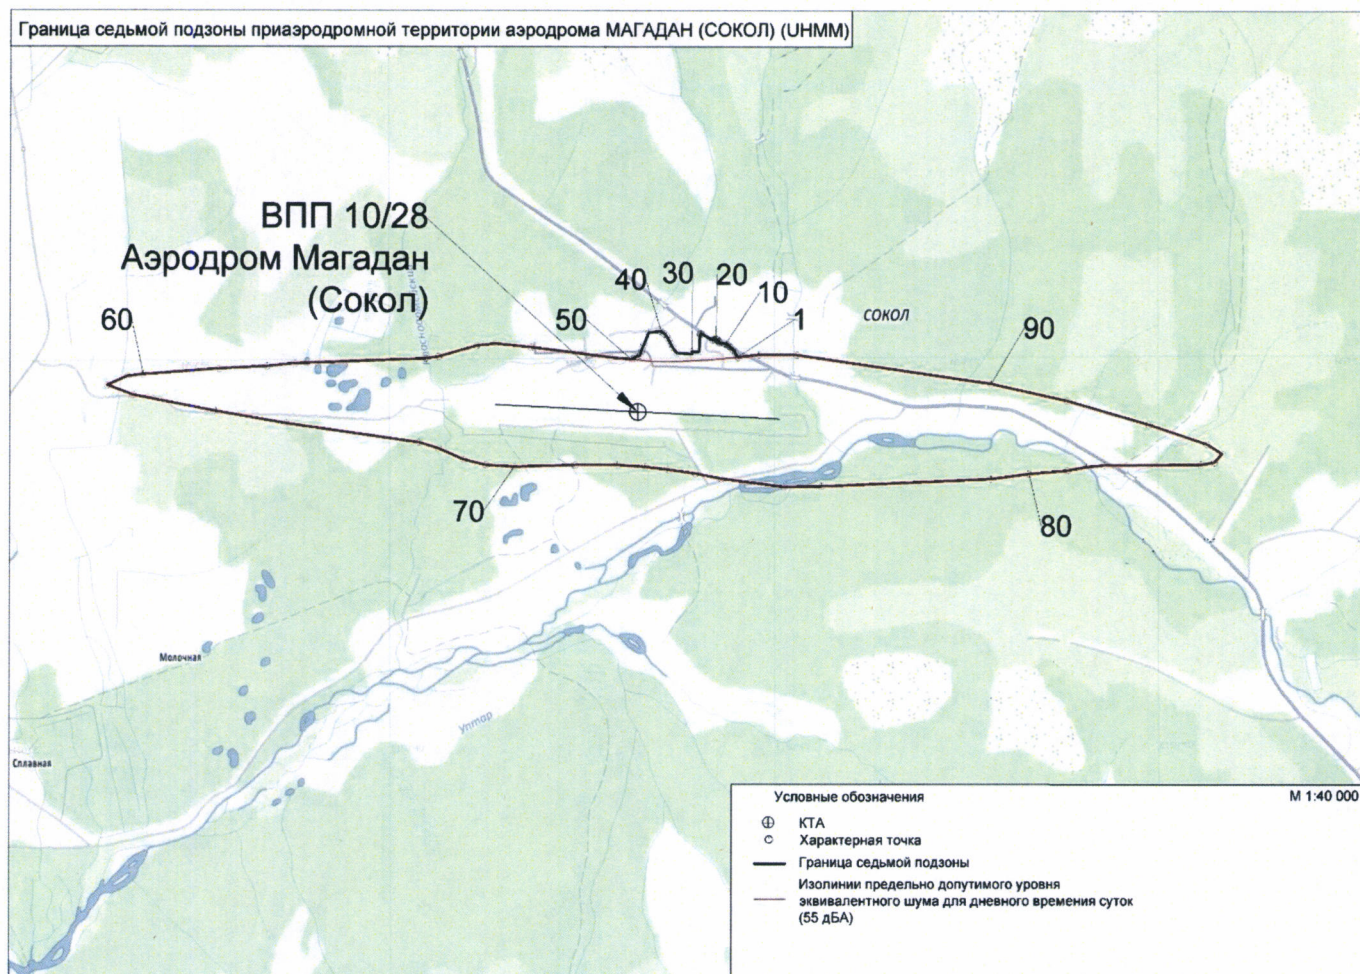 Граница седьмой подзоны приаэродромной территории аэродрома МАГАДАН (СОКОЛ) (UHMM)
ВПП 10/28
Аэродром Магадан
(Сокол)
60
50
40
30
20
10
1
СОКОЛ
90
70
80
Молочная
Уптар
Сплавная
Условные обозначения
М 1:40 000
КТА
Характерная точка
Граница седьмой подзоны
Изолинии предельно допутимого уровня
эквивалентного шума для дневного времени суток
(55 дБА)